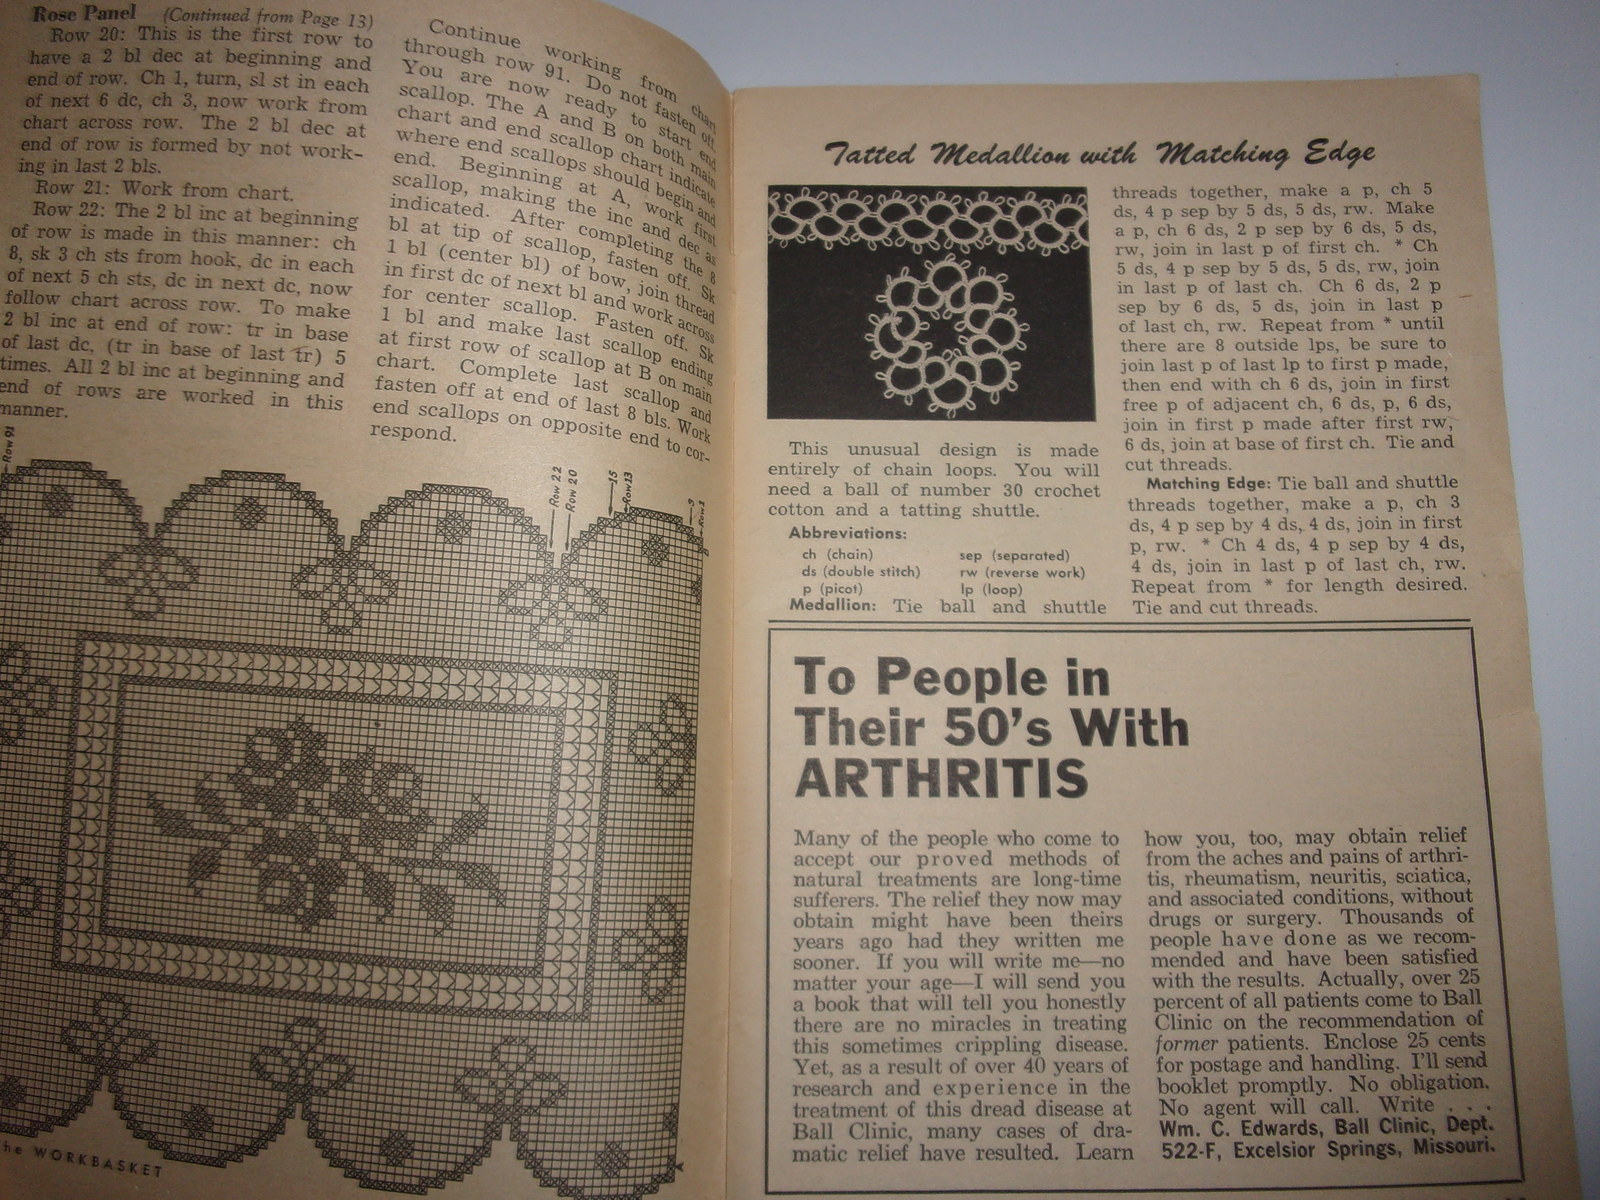 Rose Panel (Continued from Page 13)
Row 20: This is the first row to
have a 2 bl dec at beginning and
end of row. Ch 1, turn, sl st in each
of next 6 dc, ch 3, now work from
chart across row. The 2 bl dec at
end of row is formed by not work-
ing in last 2 bls.
Row 21: Work from chart.
Row 22: The 2 bl inc at beginning
of row is made in this manner: ch
8, sk 3 ch sts from hook, dc in each
of next 5 ch sts, dc in next dc, now
follow chart across row. To make
2 bl inc at end of row: tr in base
of last dc, (tr in base of last tr) 5
times. All 2 bl inc at beginning and
end of rows are worked in this
manner.
Continue working from chart
through row 91. Do not fasten off.
You are now ready to start end
scallop. The A and B on both main
chart and end scallop chart indicate
where end scallops should begin and
end. Beginning at A, work first
scallop, making the inc and dec as
indicated. After completing the 8
bl at tip of scallop, fasten off. Sk
1 bl (center bl) of bow, join thread
in first dc of next bl and work across
for center scallop. Fasten off. Sk
1 bl and make last scallop ending
at first row of scallop at B on main
chart. Complete last scallop and
fasten off at end of last 8 bls. Work
end scallops on opposite end to cor-
respond.
Row 91
Row 22
Row 20
15
Row 13
3
Row 1
B
A
the WORKBASKET
Tatted Medallion with Matching Edge
This unusual design is made
entirely of chain loops. You will
need a ball of number 30 crochet
cotton and a tatting shuttle.
Abbreviations:
ch (chain) sep (separated)
ds (double stitch) rw (reverse work)
p (picot) lp (loop)
Medallion: Tie ball and shuttle
threads together, make a p, ch 5
ds, 4 p sep by 5 ds, 5 ds, rw. Make
a p, ch 6 ds, 2 p sep by 6 ds, 5 ds,
rw, join in last p of first ch. * Ch
5 ds, 4 p sep by 5 ds, 5 ds, rw, join
in last p of last ch. Ch 6 ds, 2 p
sep by 6 ds, 5 ds, join in last p
of last ch, rw. Repeat from * until
there are 8 outside lps, be sure to
join last p of last lp to first p made,
then end with ch 6 ds, join in first
free p of adjacent ch, 6 ds, p, 6 ds,
join in first p made after first rw,
6 ds, join at base of first ch. Tie and
cut threads.
Matching Edge: Tie ball and shuttle
threads together, make a p, ch 3
ds, 4 p sep by 4 ds, 4 ds, join in first
p, rw. * Ch 4 ds, 4 p sep by 4 ds,
4 ds, join in last p of last ch, rw.
Repeat from * for length desired.
Tie and cut threads.
To People in
Their 50's With
ARTHRITIS
Many of the people who come to
accept our proved methods of
natural treatments are long-time
sufferers. The relief they now may
obtain might have been theirs
years ago had they written me
sooner. If you will write me—no
matter your age—I will send you
a book that will tell you honestly
there are no miracles in treating
this sometimes crippling disease.
Yet, as a result of over 40 years of
research and experience in the
treatment of this dread disease at
Ball Clinic, many cases of dra-
matic relief have resulted. Learn
how you, too, may obtain relief
from the aches and pains of arthri-
tis, rheumatism, neuritis, sciatica,
and associated conditions, without
drugs or surgery. Thousands of
people have done as we recom-
mended and have been satisfied
with the results. Actually, over 25
percent of all patients come to Ball
Clinic on the recommendation of
former patients. Enclose 25 cents
for postage and handling. I'll send
booklet promptly. No obligation.
No agent will call. Write . . .
Wm. C. Edwards, Ball Clinic, Dept.
522-F, Excelsior Springs, Missouri.